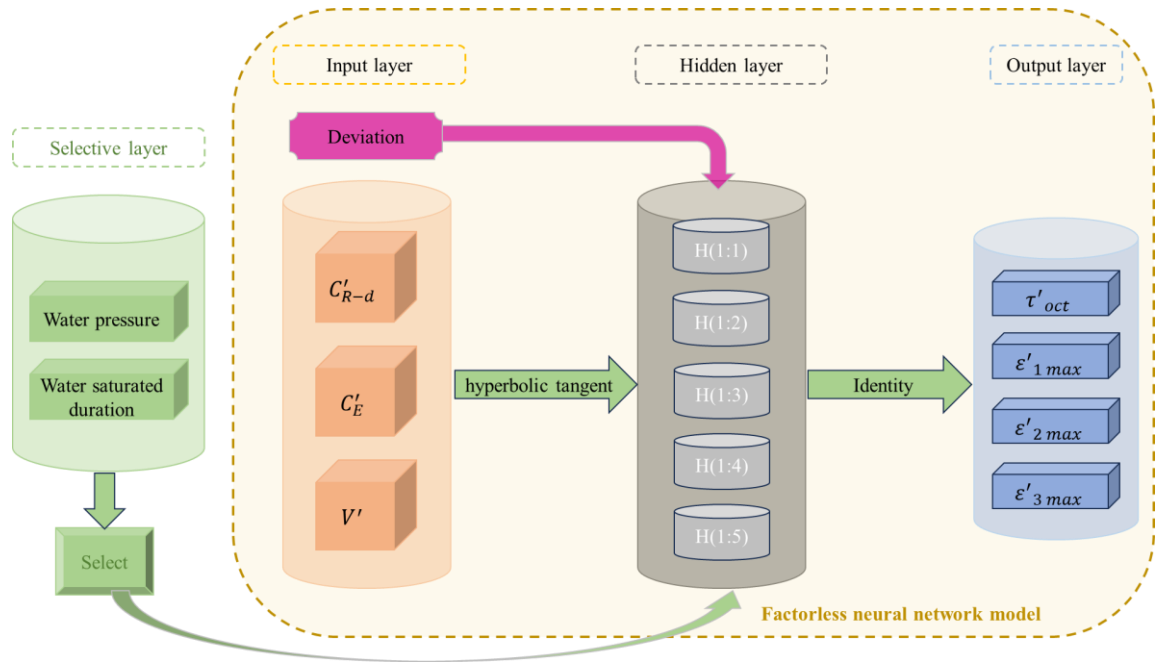 Input layer
Hidden layer
Output layer
Deviation
Selective layer
Water pressure
Water saturated
duration
Select
C′_{R−d}
C′_E
V′
hyperbolic tangent
H(1:1)
H(1:2)
H(1:3)
H(1:4)
H(1:5)
Identity
τ′_{oct}
ε′_{1 max}
ε′_{2 max}
ε′_{3 max}
Factorless neural network model